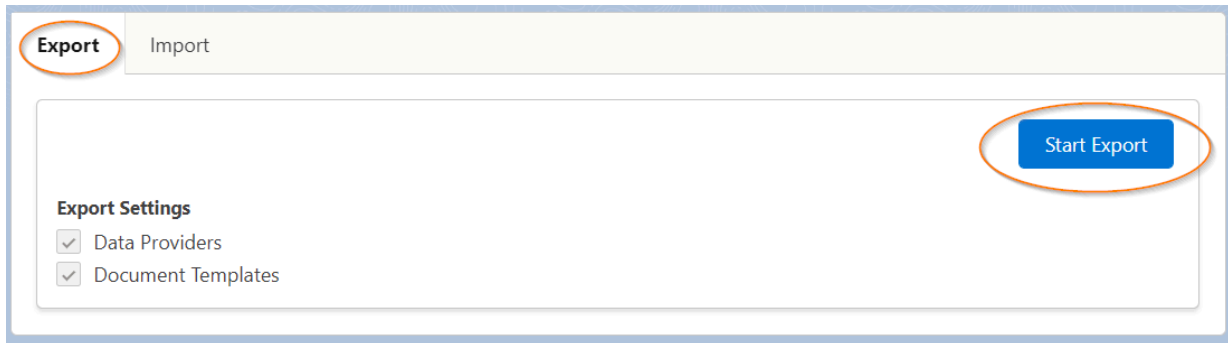 Export Import
Start Export
Export Settings
Data Providers
Document Templates